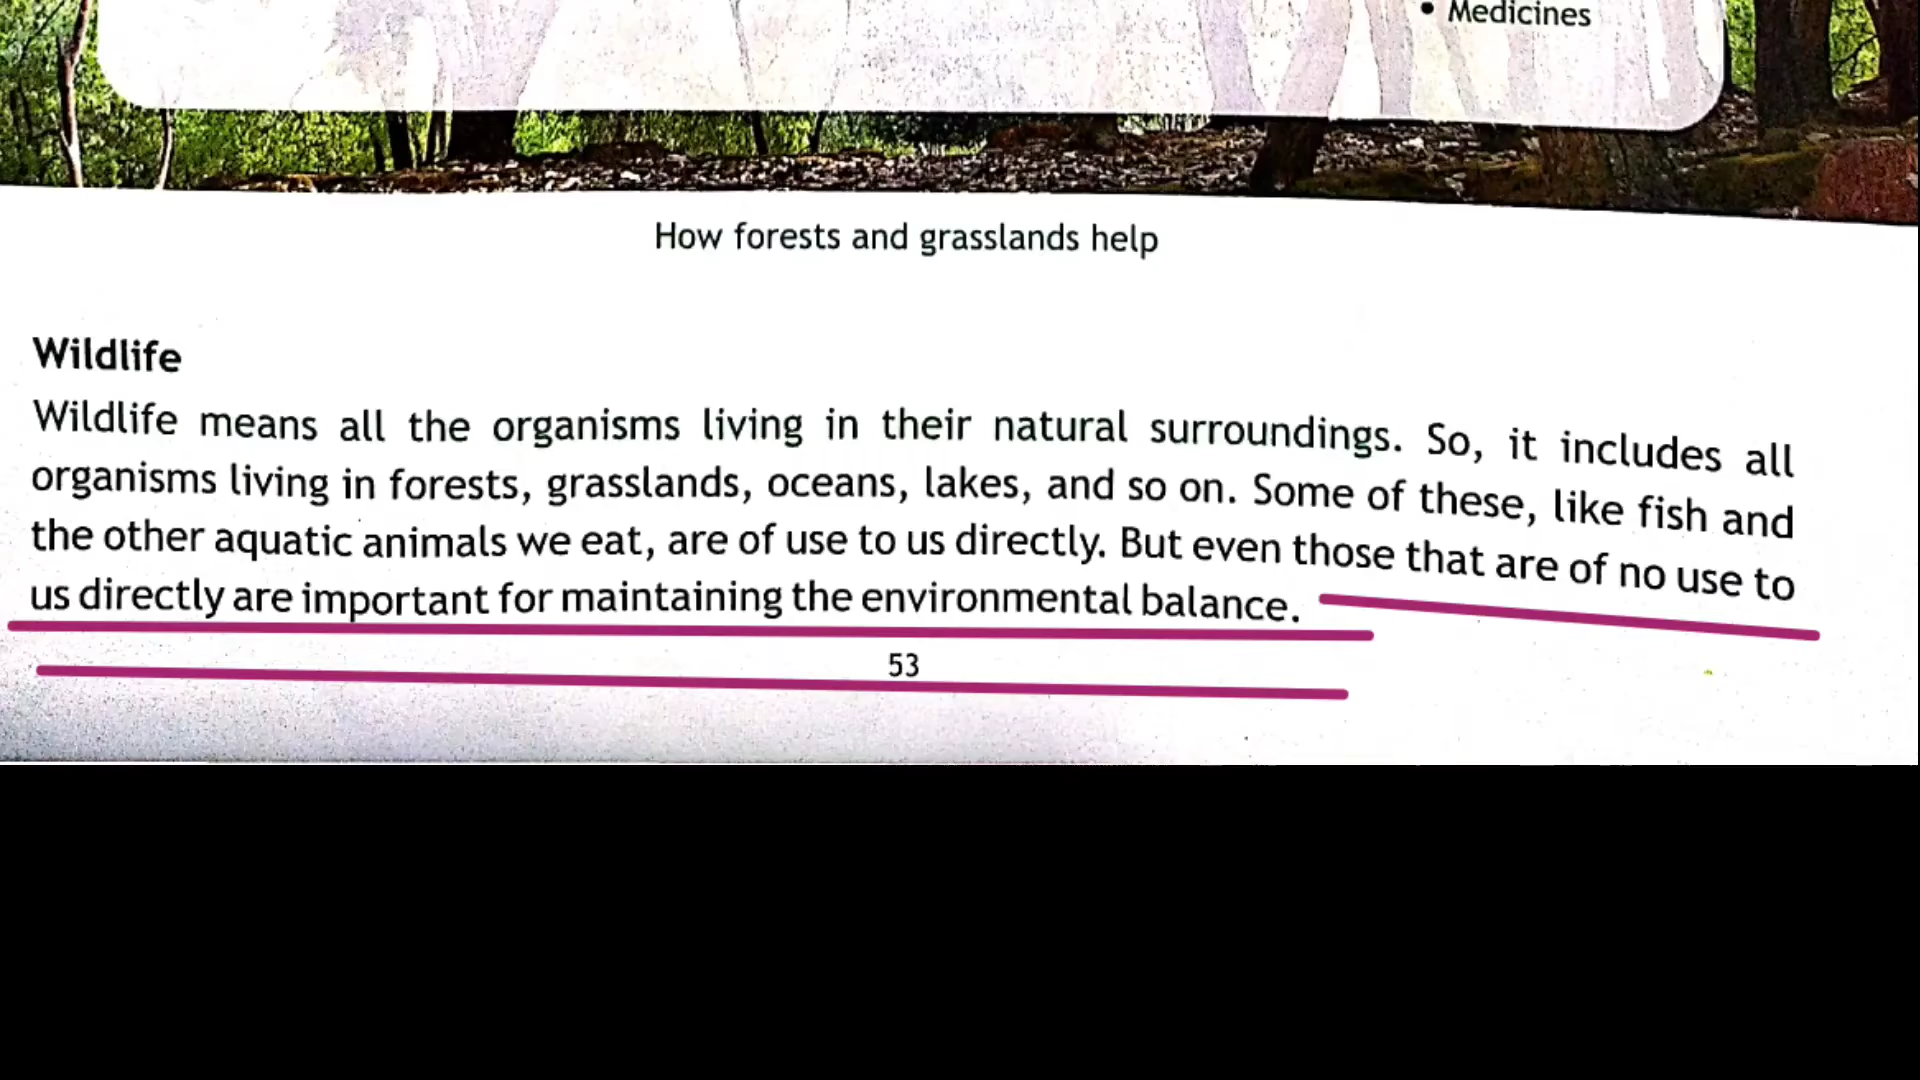 • Medicines
How forests and grasslands help
Wildlife
Wildlife means all the organisms living in their natural surroundings. So, it includes all
organisms living in forests, grasslands, oceans, lakes, and so on. Some of these, like fish and
the other aquatic animals we eat, are of use to us directly. But even those that are of no use to
us directly are important for maintaining the environmental balance.
53